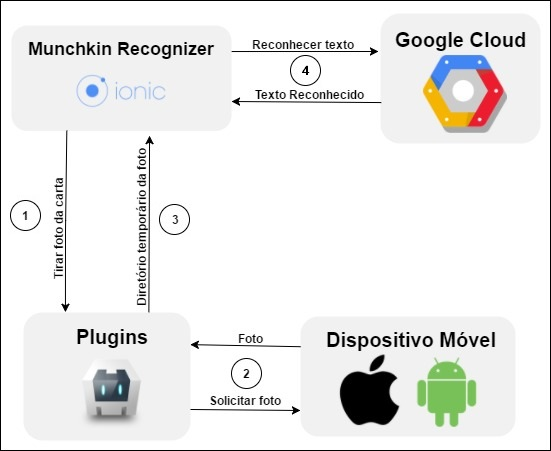 Munchkin Recognizer
ionic
Reconhecer texto
4
Texto Reconhecido
Google Cloud
1
Tirar foto da carta
Diretório temporário da foto
3
Plugins
Foto
2
Solicitar foto
Dispositivo Móvel